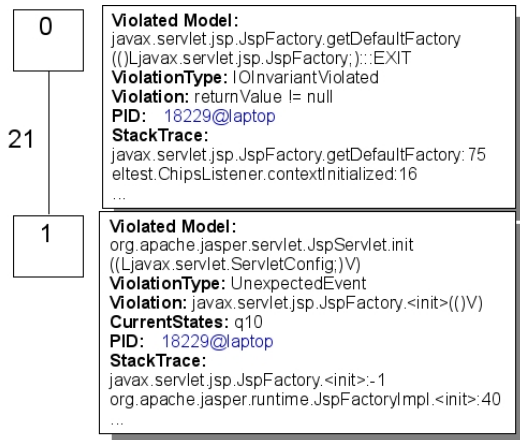 0
Violated Model:
javax.servlet.jsp.JspFactory.getDefaultFactory
(()Ljavax.servlet.jsp.JspFactory;):::EXIT
ViolationType: IOInvariantViolated
Violation: returnValue != null
PID: 18229@laptop
StackTrace:
javax.servlet.jsp.JspFactory.getDefaultFactory: 75
eltest.ChipsListener.contextInitialized:16
...
21
1
Violated Model:
org.apache.jasper.servlet.JspServlet.init
((Ljavax.servlet.ServletConfig;)V)
ViolationType: UnexpectedEvent
Violation: javax.servlet.jsp.JspFactory.<init>(()V)
CurrentStates: q10
PID: 18229@laptop
StackTrace:
javax.servlet.jsp.JspFactory.<init>:-1
org.apache.jasper.runtime.JspFactoryImpl.<init>:40
...